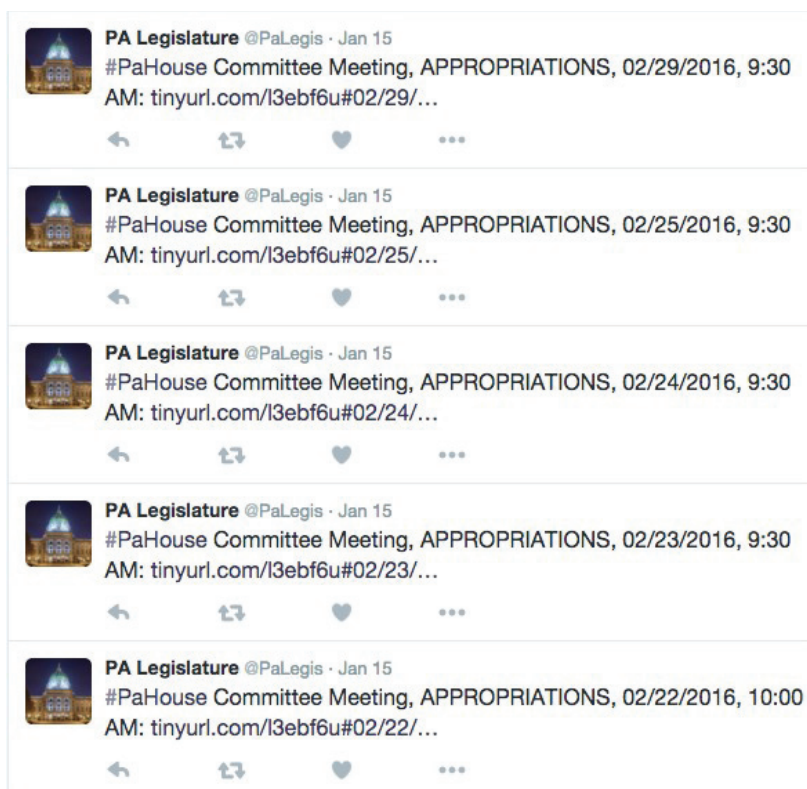 PA Legislature @PaLegis · Jan 15
#PaHouse Committee Meeting, APPROPRIATIONS, 02/29/2016, 9:30
AM: tinyurl.com/l3ebf6u#02/29/…
PA Legislature @PaLegis · Jan 15
#PaHouse Committee Meeting, APPROPRIATIONS, 02/25/2016, 9:30
AM: tinyurl.com/l3ebf6u#02/25/…
PA Legislature @PaLegis · Jan 15
#PaHouse Committee Meeting, APPROPRIATIONS, 02/24/2016, 9:30
AM: tinyurl.com/l3ebf6u#02/24/…
PA Legislature @PaLegis · Jan 15
#PaHouse Committee Meeting, APPROPRIATIONS, 02/23/2016, 9:30
AM: tinyurl.com/l3ebf6u#02/23/…
PA Legislature @PaLegis · Jan 15
#PaHouse Committee Meeting, APPROPRIATIONS, 02/22/2016, 10:00
AM: tinyurl.com/l3ebf6u#02/22/…